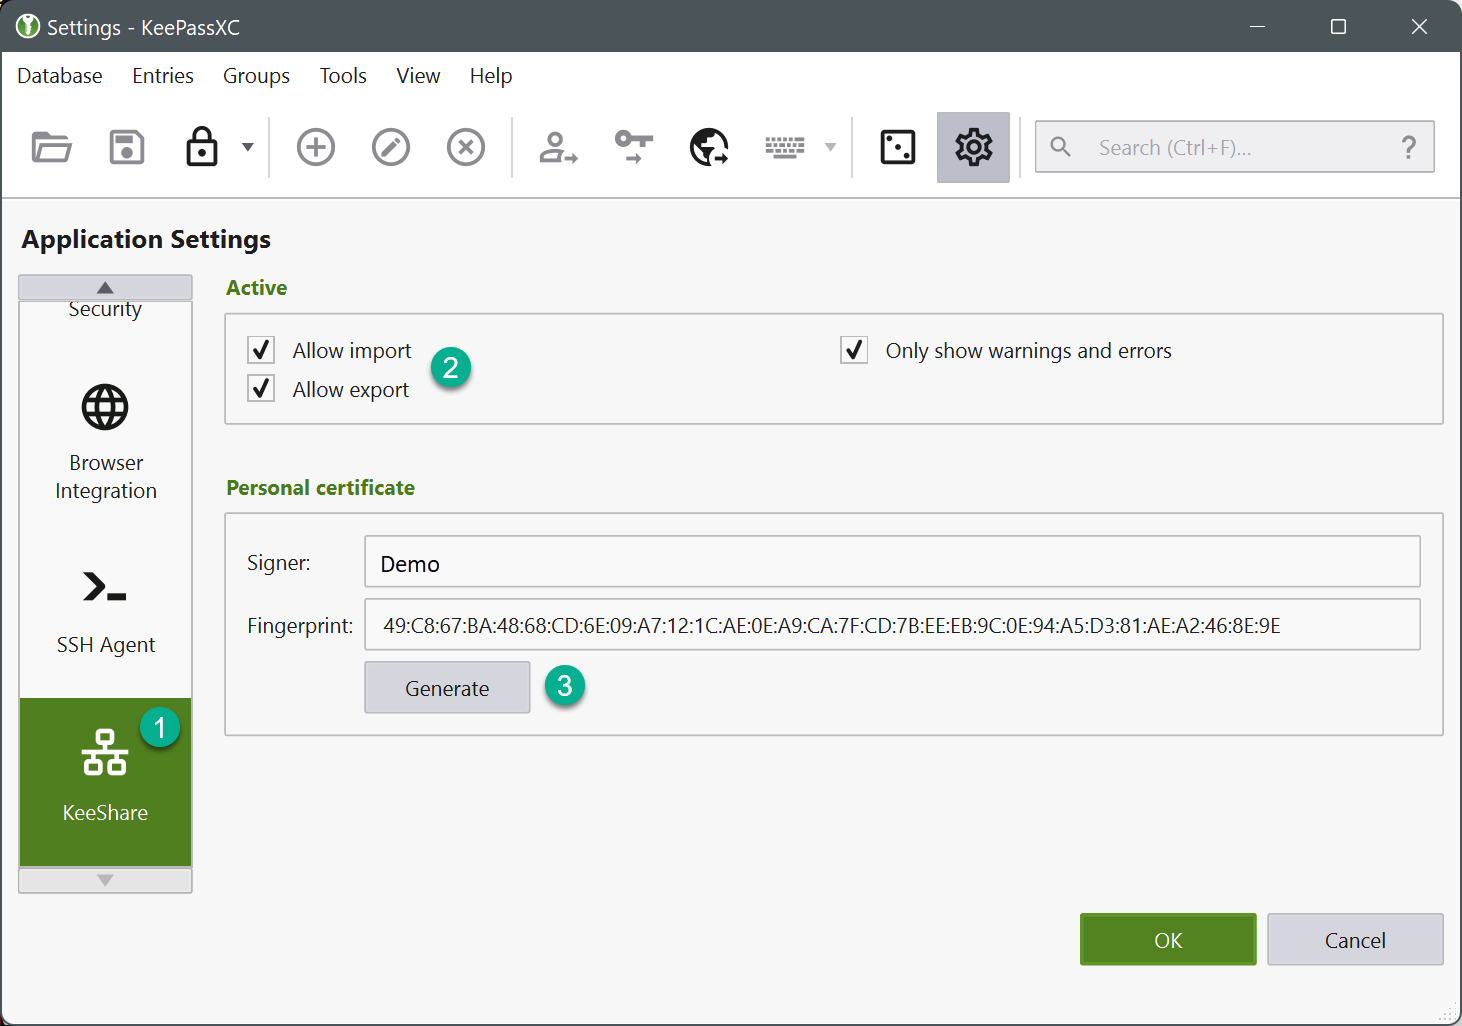 Settings - KeePassXC
Database Entries Groups Tools View Help
Search (Ctrl+F)... ?
Application Settings
Security
Browser
Integration
SSH Agent
1
KeeShare
Active
Allow import
Allow export
2
Only show warnings and errors
Personal certificate
Signer: Demo
Fingerprint: 49:C8:67:BA:48:68:CD:6E:09:A7:12:1C:AE:0E:A9:CA:7F:CD:7B:EE:EB:9C:0E:94:A5:D3:81:AE:A2:46:8E:9E
Generate 3
OK Cancel